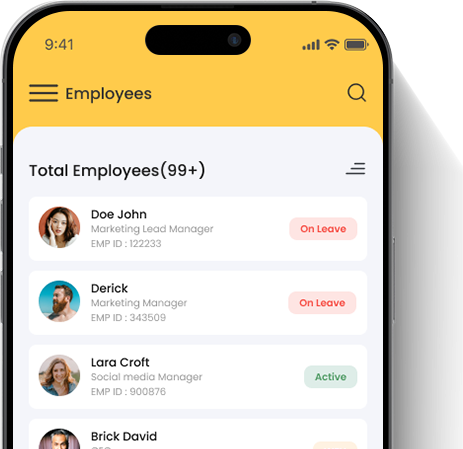 9:41
Employees
Total Employees(99+)
Doe John
Marketing Lead Manager
EMP ID : 122233
On Leave
Derick
Marketing Manager
EMP ID : 343509
On Leave
Lara Croft
Social media Manager
EMP ID : 900876
Active
Brick David